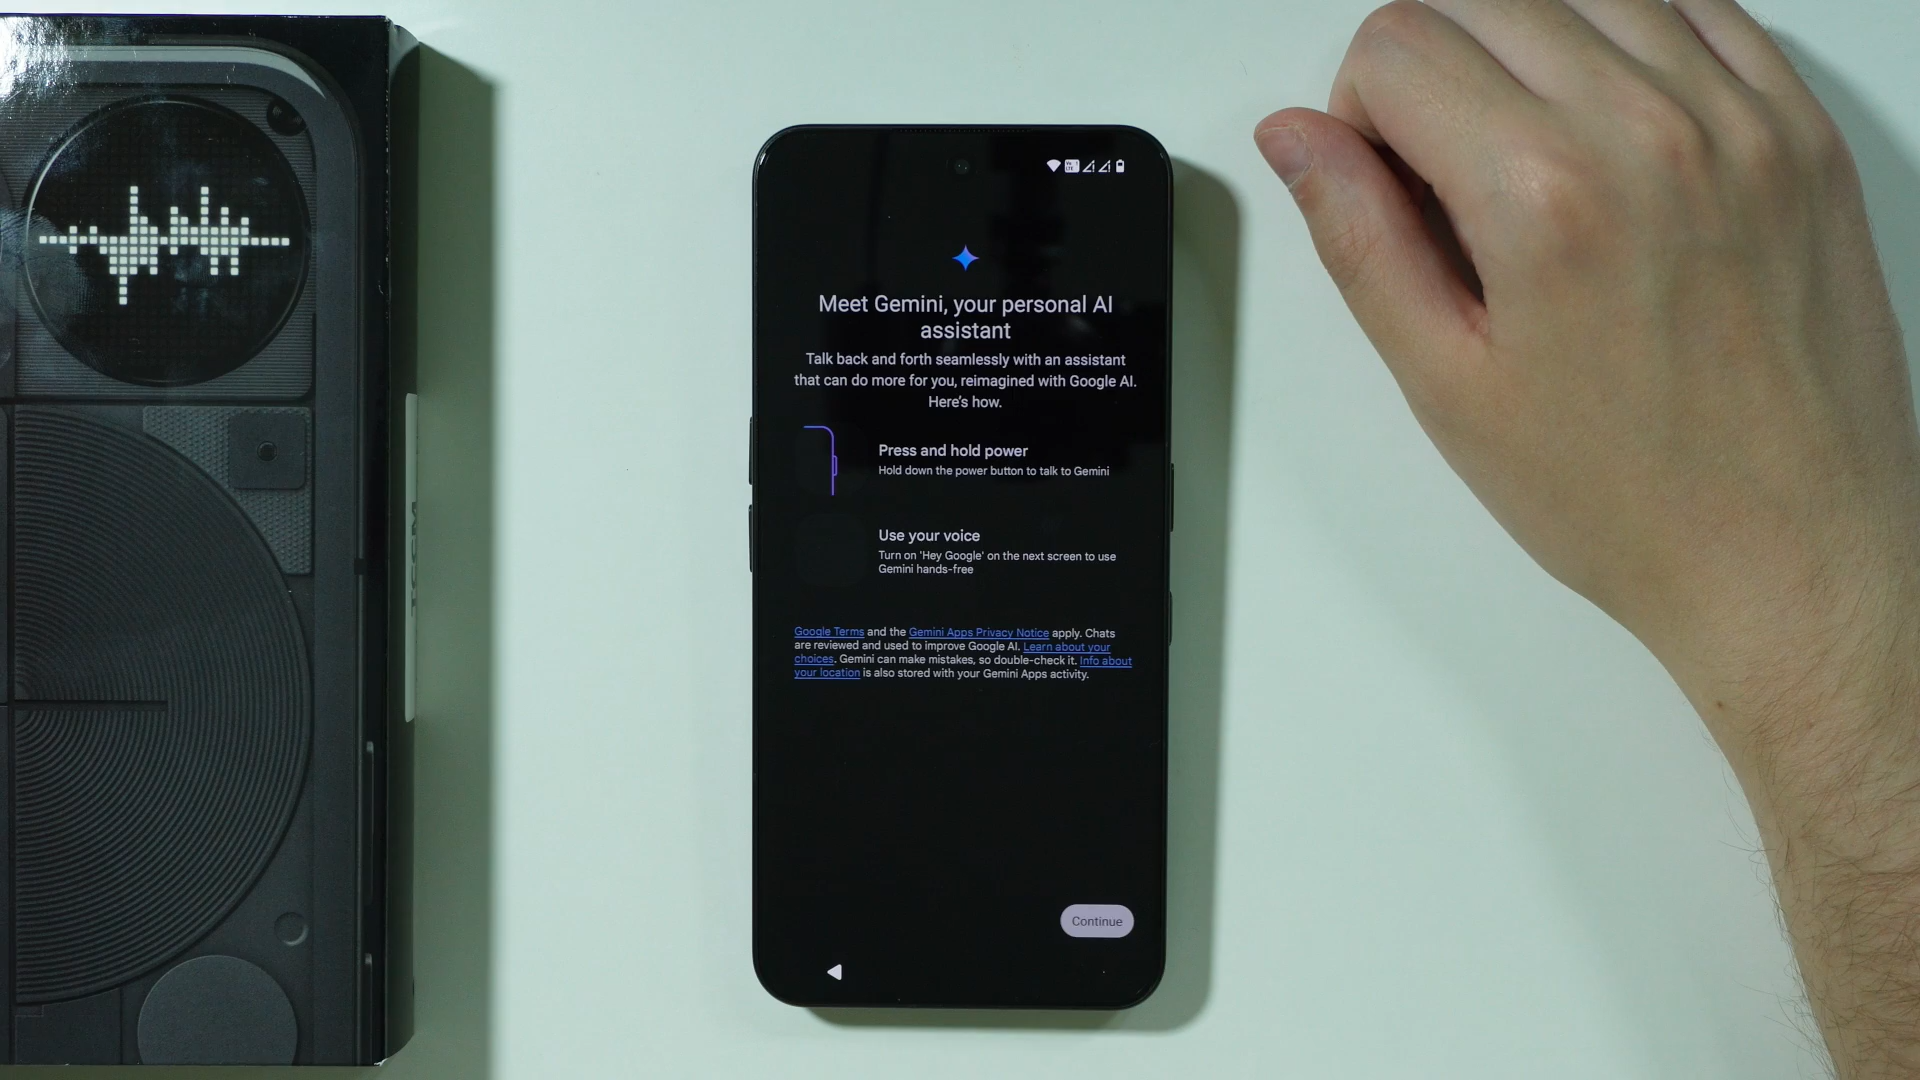 Meet Gemini, your personal AI
assistant
Talk back and forth seamlessly with an assistant
that can do more for you, reimagined with Google AI.
Here's how.
Press and hold power
Hold down the power button to talk to Gemini
Use your voice
Turn on 'Hey Google' on the next screen to use
Gemini hands-free
Google Terms and the Gemini Apps Privacy Notice apply. Chats
are reviewed and used to improve Google AI. Learn about your
choices. Gemini can make mistakes, so double-check it. Info about
your location is also stored with your Gemini Apps activity.
Continue